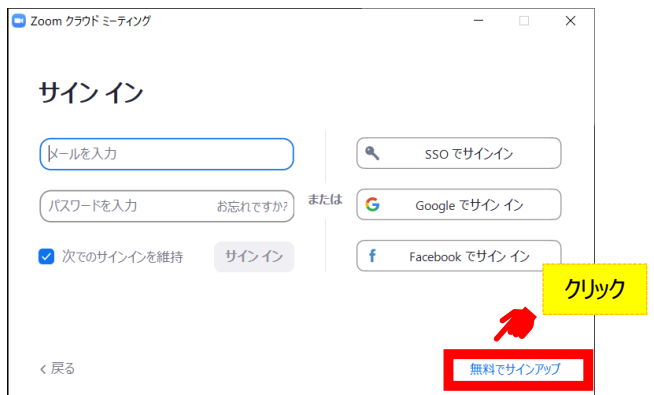 Zoom クラウド ミーティング
サイン イン
メールを入力
パスワードを入力 お忘れですか?
次でのサインインを維持 サイン イン
または
SSO でサインイン
Google でサイン イン
Facebook でサイン イン
クリック
戻る
無料でサインアップ